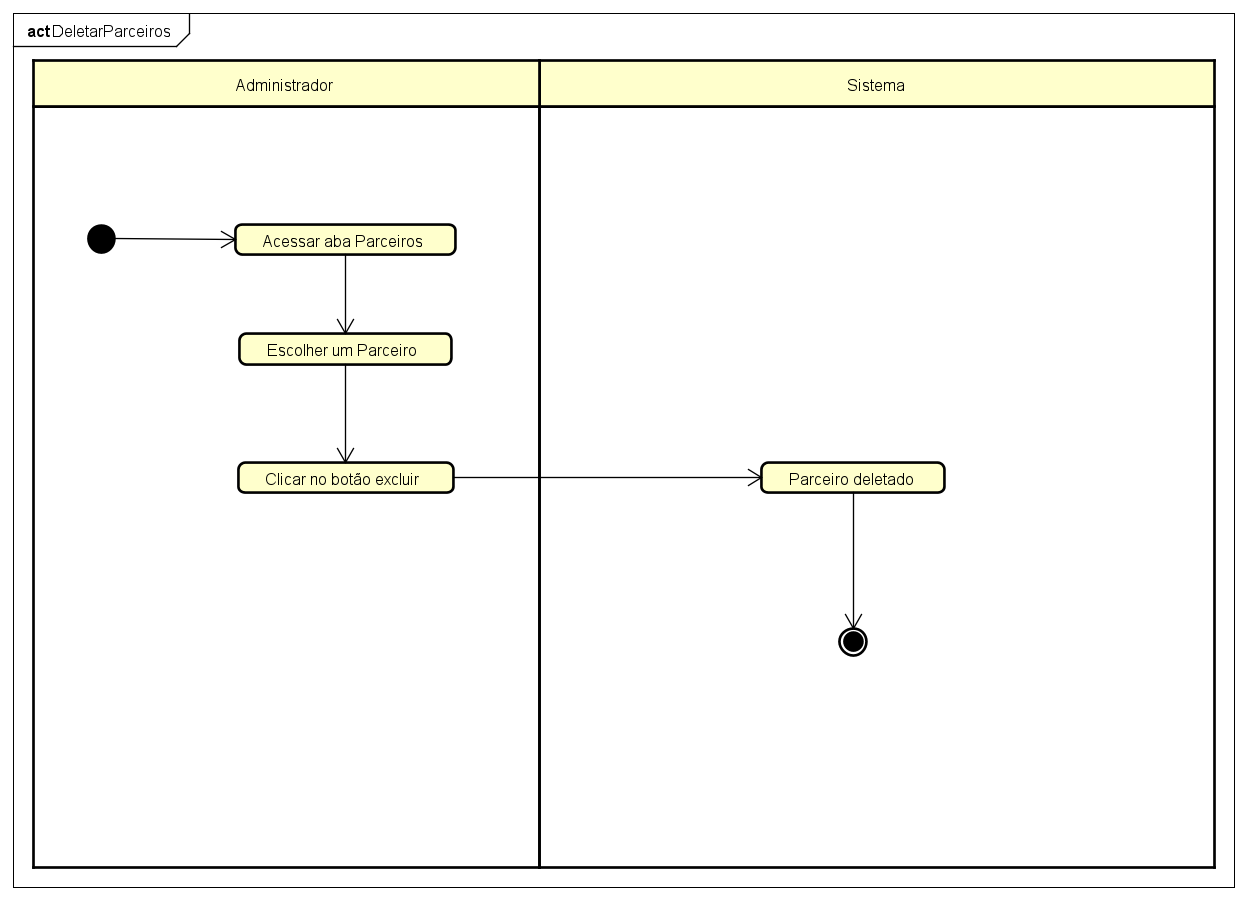 act DeletarParceiros
Administrador
Sistema
Acessar aba Parceiros
Escolher um Parceiro
Clicar no botão excluir
Parceiro deletado